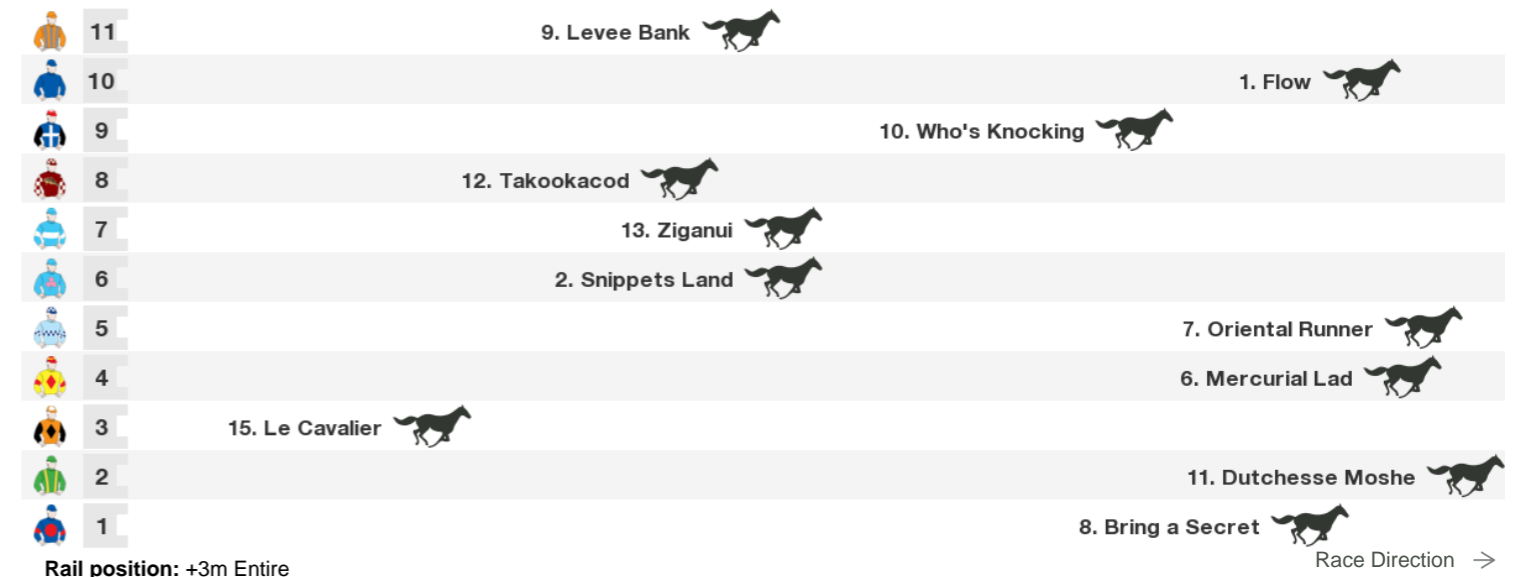 11 9. Levee Bank
10 1. Flow
9 10. Who's Knocking
8 12. Takookacod
7 13. Ziganui
6 2. Snippets Land
5 7. Oriental Runner
4 6. Mercurial Lad
3 15. Le Cavalier
2 11. Dutchesse Moshe
1 8. Bring a Secret
Race Direction →
Rail position: +3m Entire